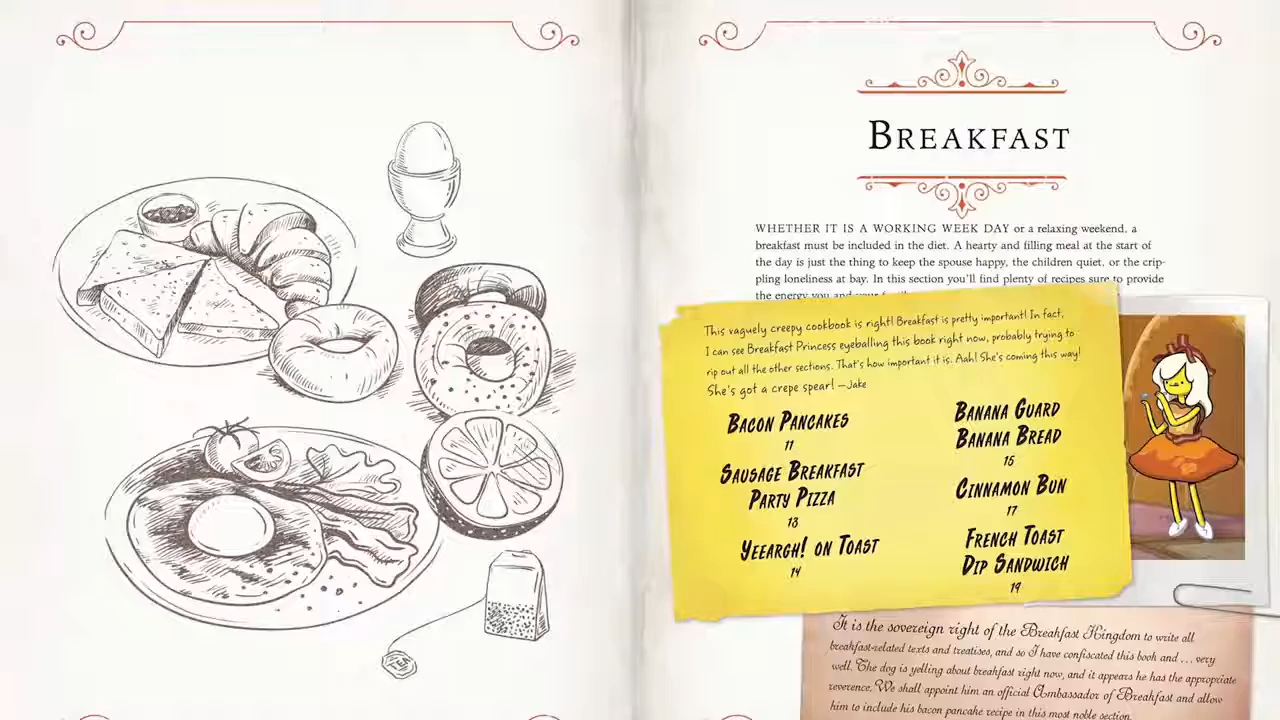 BREAKFAST
WHETHER IT IS A WORKING WEEK DAY or a relaxing weekend, a
breakfast must be included in the diet. A hearty and filling meal at the start of
the day is just the thing to keep the spouse happy, the children quiet, or the crip-
pling loneliness at bay. In this section you'll find plenty of recipes sure to provide
the energy you and your
This vaguely creepy cookbook is right! Breakfast is pretty important! In fact,
I can see Breakfast Princess eyeballing this book right now, probably trying to
rip out all the other sections. That's how important it is. Aah! She's coming this way!
She's got a crepe spear! —Jake
BACON PANCAKES
11
SAUSAGE BREAKFAST
PARTY PIZZA
13
YEEARGH! ON TOAST
14
BANANA GUARD
BANANA BREAD
15
CINNAMON BUN
17
FRENCH TOAST
DIP SANDWICH
19
It is the sovereign right of the Breakfast Kingdom to write all
breakfast-related texts and treatises, and so I have confiscated this book and ... very
well. The dog is yelling about breakfast right now, and it appears he has the appropriate
reverence. We shall appoint him an official Ambassador of Breakfast and allow
him to include his bacon pancake recipe in this most noble section.
TEA